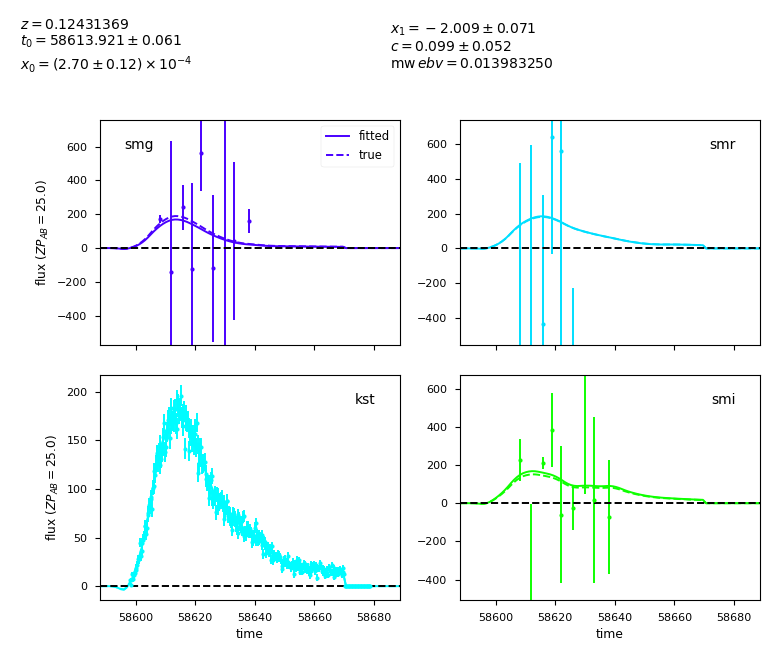 z = 0.12431369
t₀ = 58613.921 ± 0.061
x₀ = (2.70 ± 0.12) × 10⁻⁴
x₁ = −2.009 ± 0.071
c = 0.099 ± 0.052
mw ebv = 0.013983250
smg
fitted
true
600
400
200
0
−200
−400
flux (ZP_AB = 25.0)
smr
600
400
200
0
−200
−400
kst
200
150
100
50
0
flux (ZP_AB = 25.0)
58600 58620 58640 58660 58680
time
smi
600
400
200
0
−200
−400
58600 58620 58640 58660 58680
time